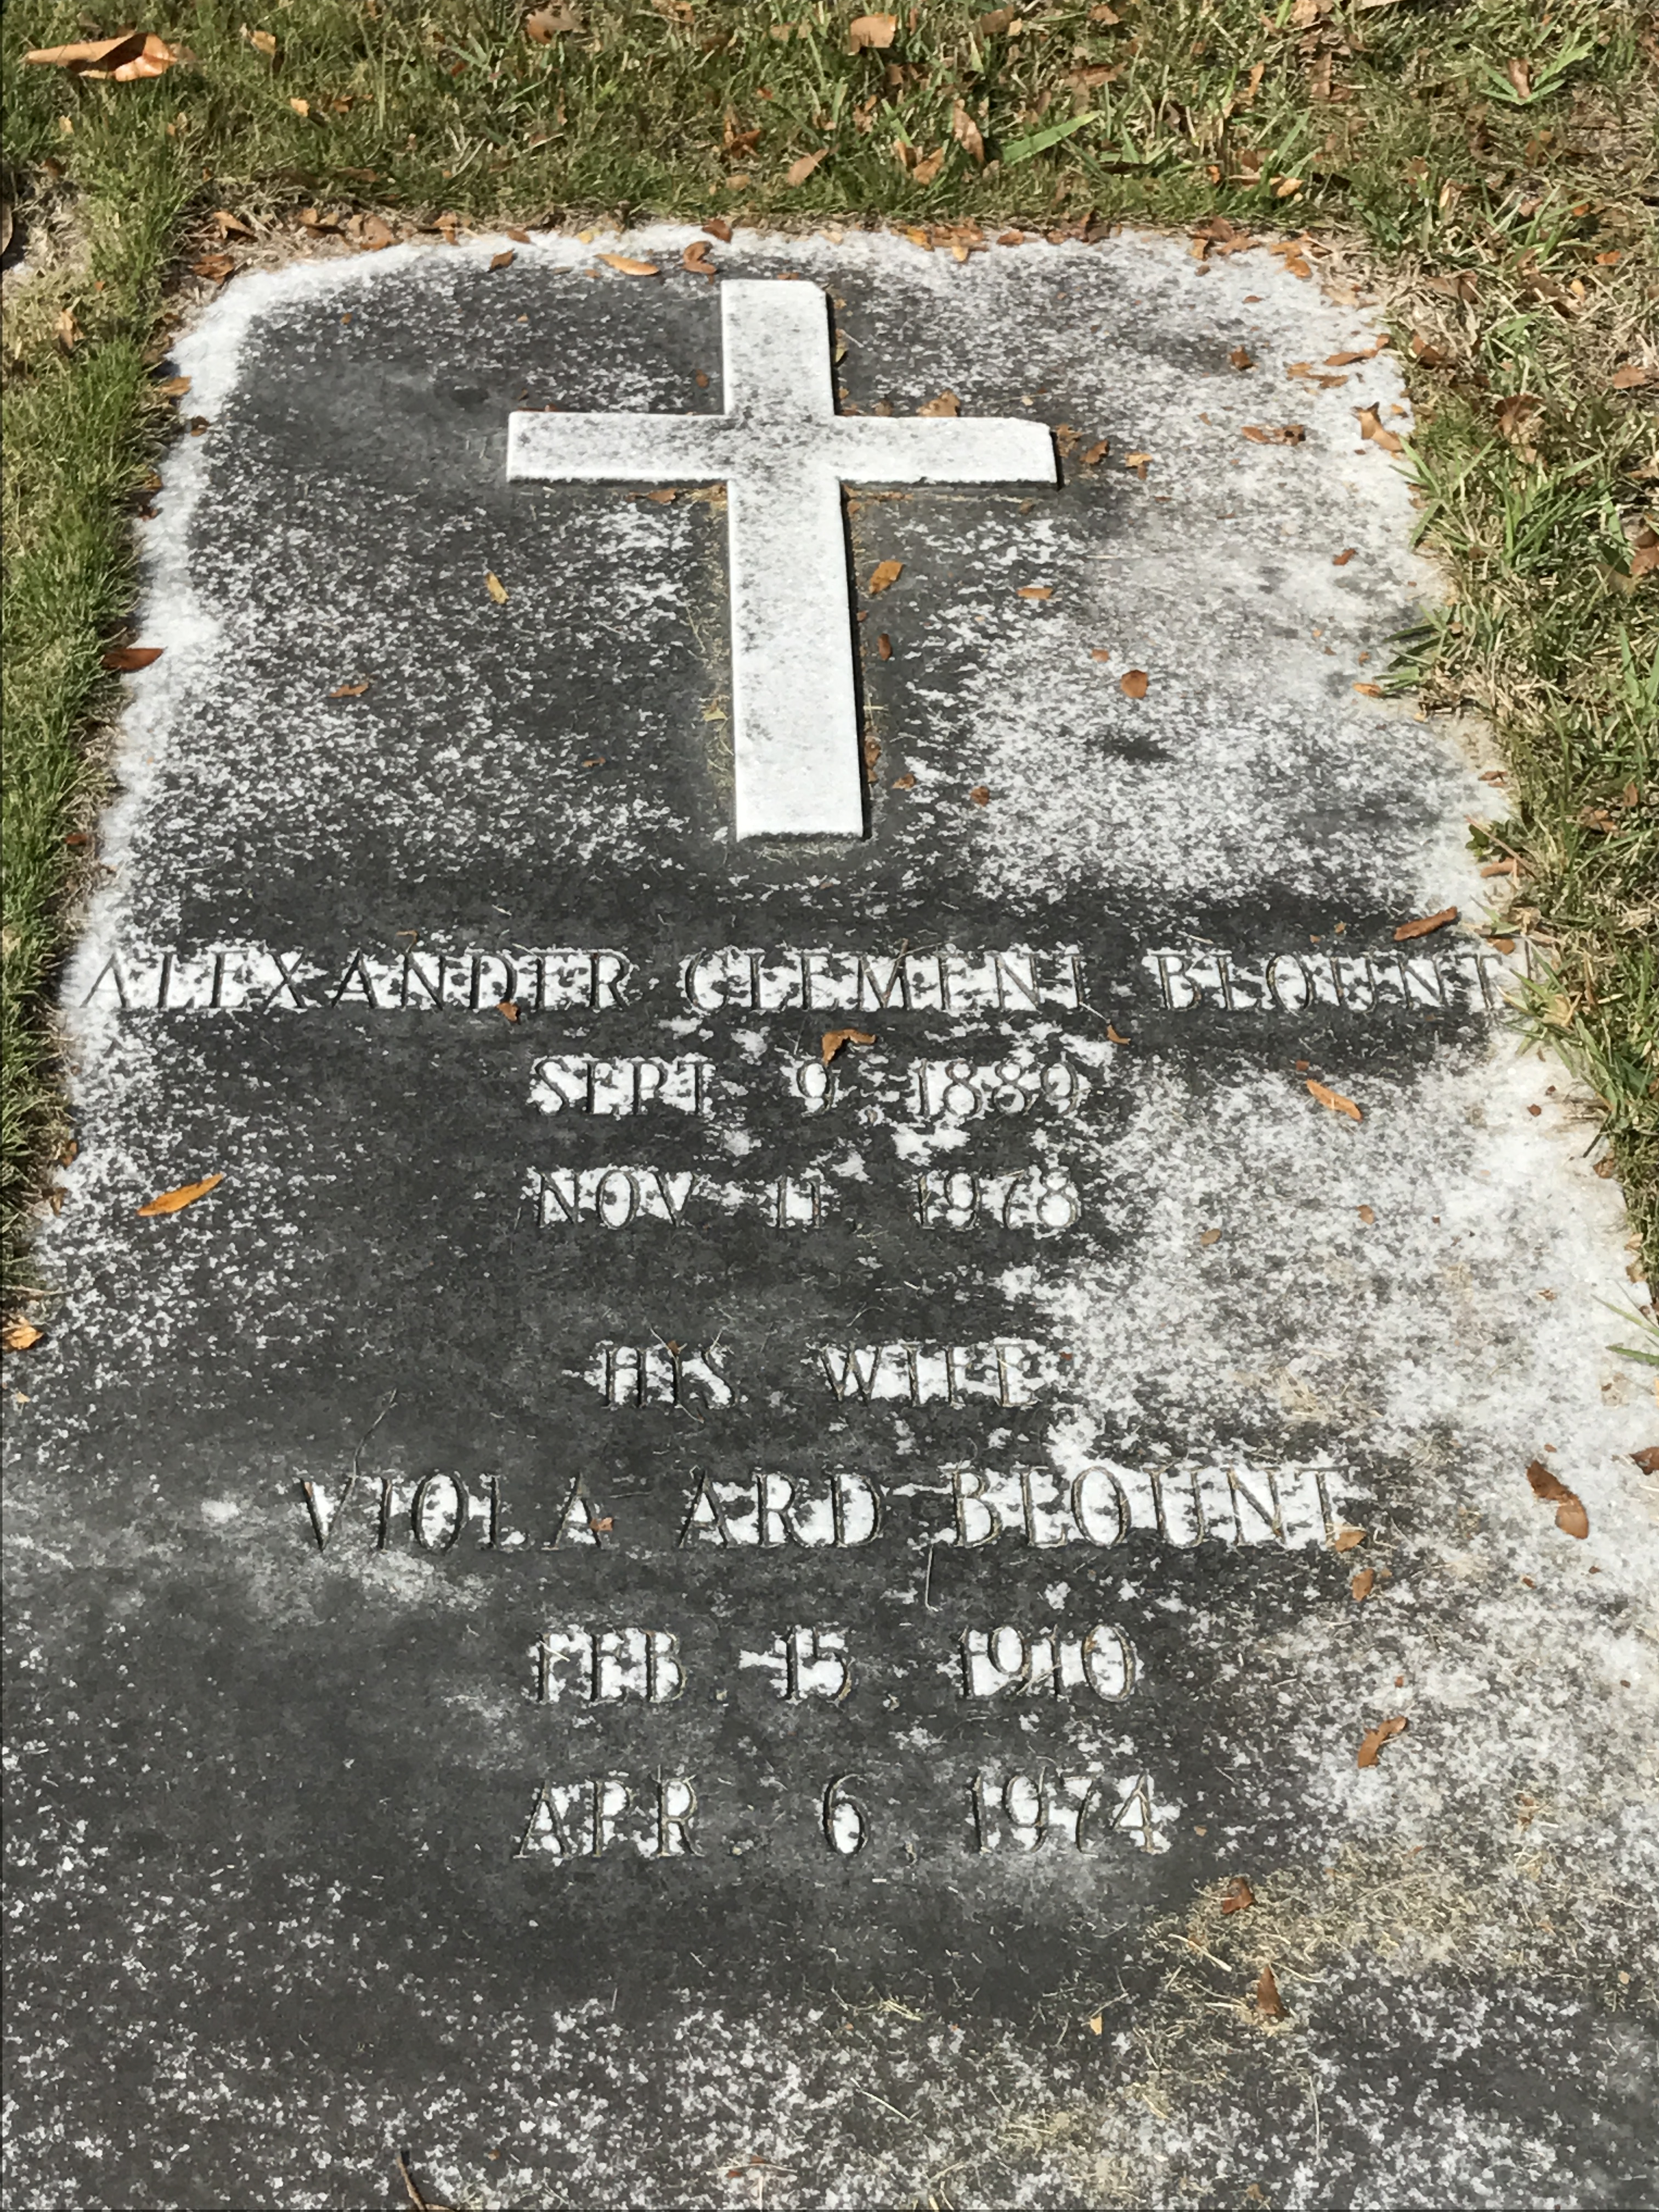 ALEXANDER CLEMENT BLOUNT
SEPT. 9, 1889
NOV. 11, 1978
HIS WIFE
VIOLA ARD BLOUNT
FEB. 15, 1910
APR. 6, 1974